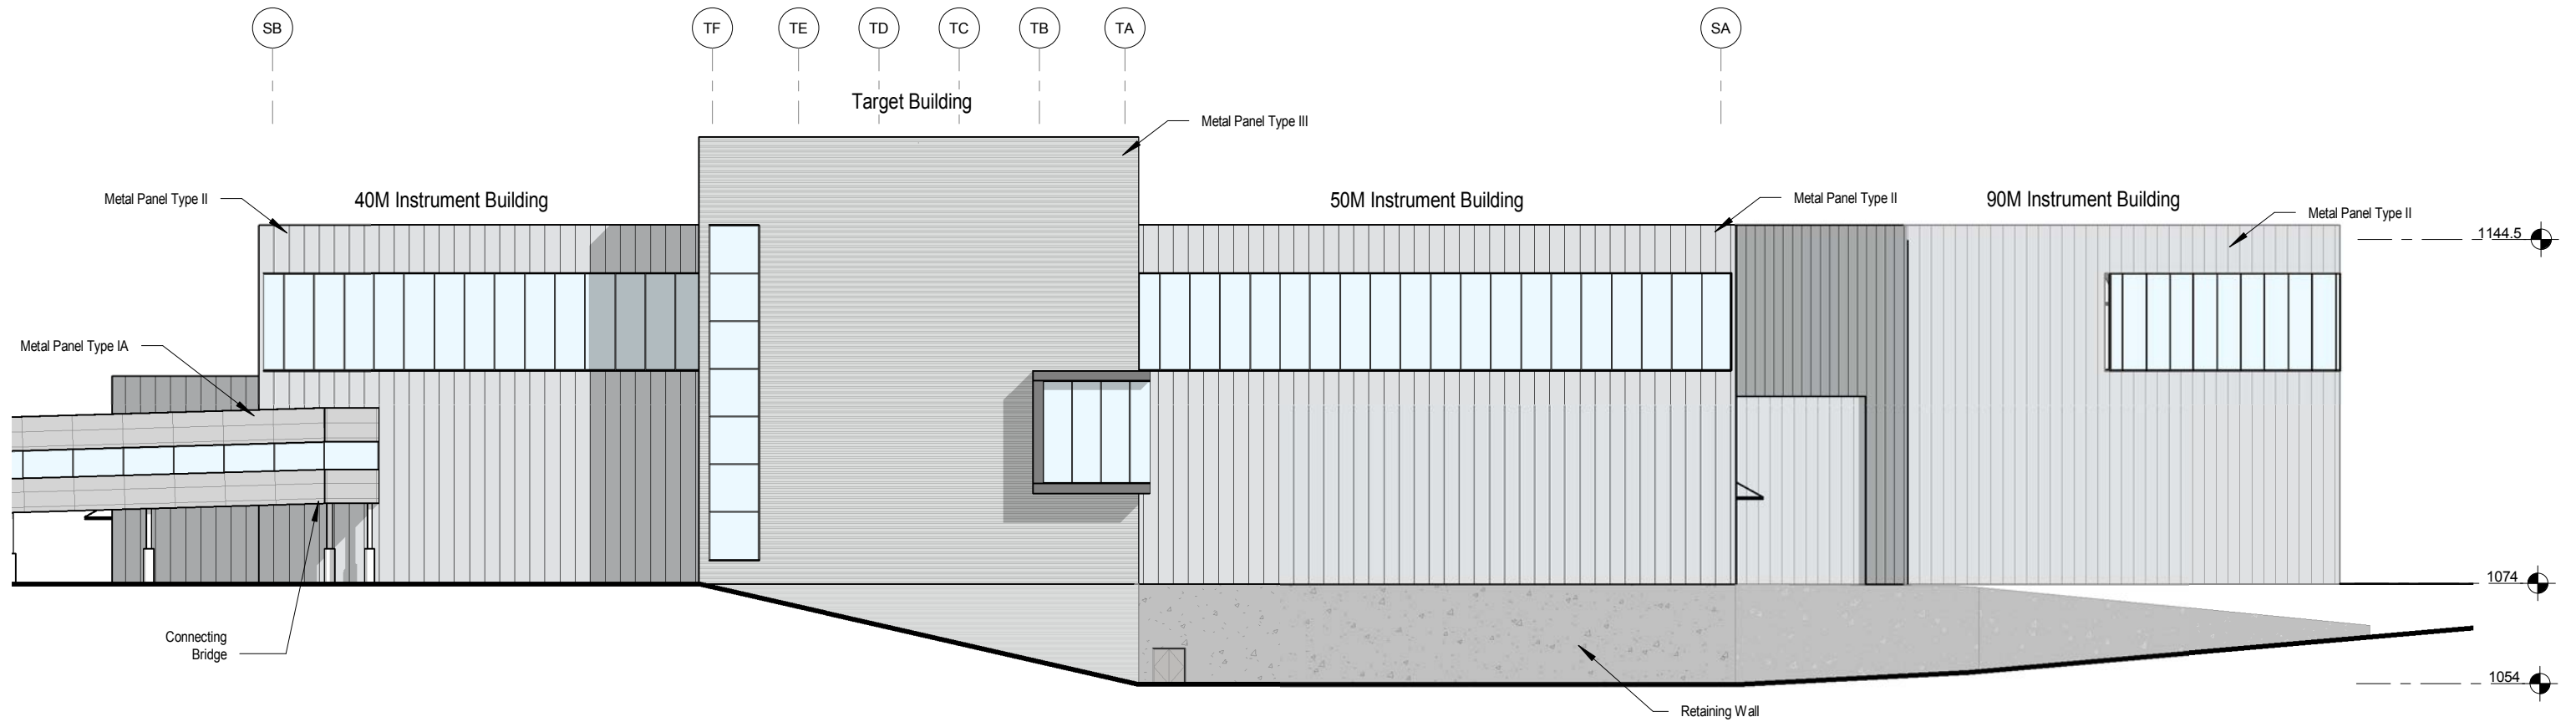 SB
TF
TE
TD
TC
TB
TA
SA
Target Building
Metal Panel Type III
Metal Panel Type II
40M Instrument Building
50M Instrument Building
Metal Panel Type II
90M Instrument Building
Metal Panel Type II
1144.5
Metal Panel Type IA
1074
Connecting
Bridge
1054
Retaining Wall